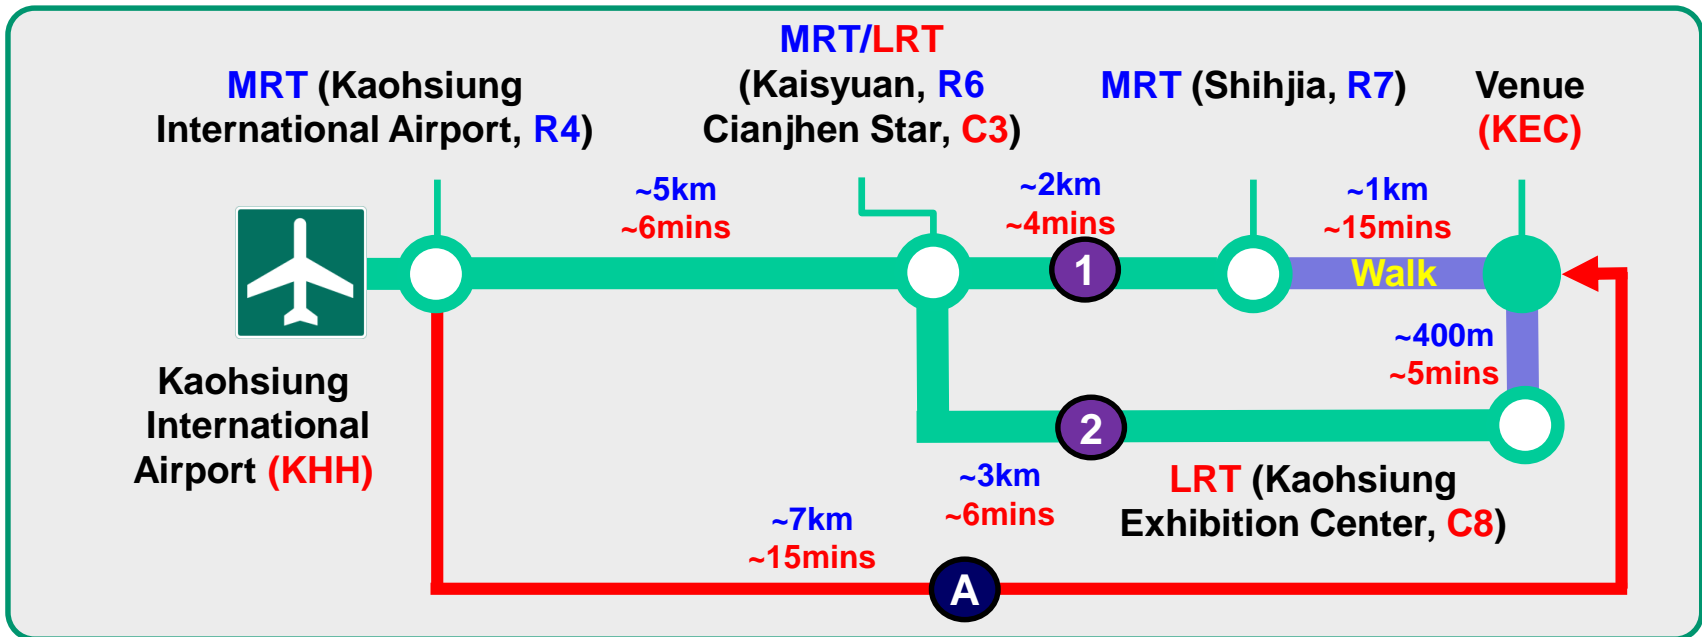 MRT (Kaohsiung
International Airport, R4)
MRT/LRT
(Kaisyuan, R6
Cianjhen Star, C3)
MRT (Shihjia, R7)
Venue
(KEC)
~5km
~6mins
~2km
~4mins
~1km
~15mins
1
Walk
~400m
~5mins
Kaohsiung
International
Airport (KHH)
2
~3km
~6mins
LRT (Kaohsiung
Exhibition Center, C8)
~7km
~15mins
A